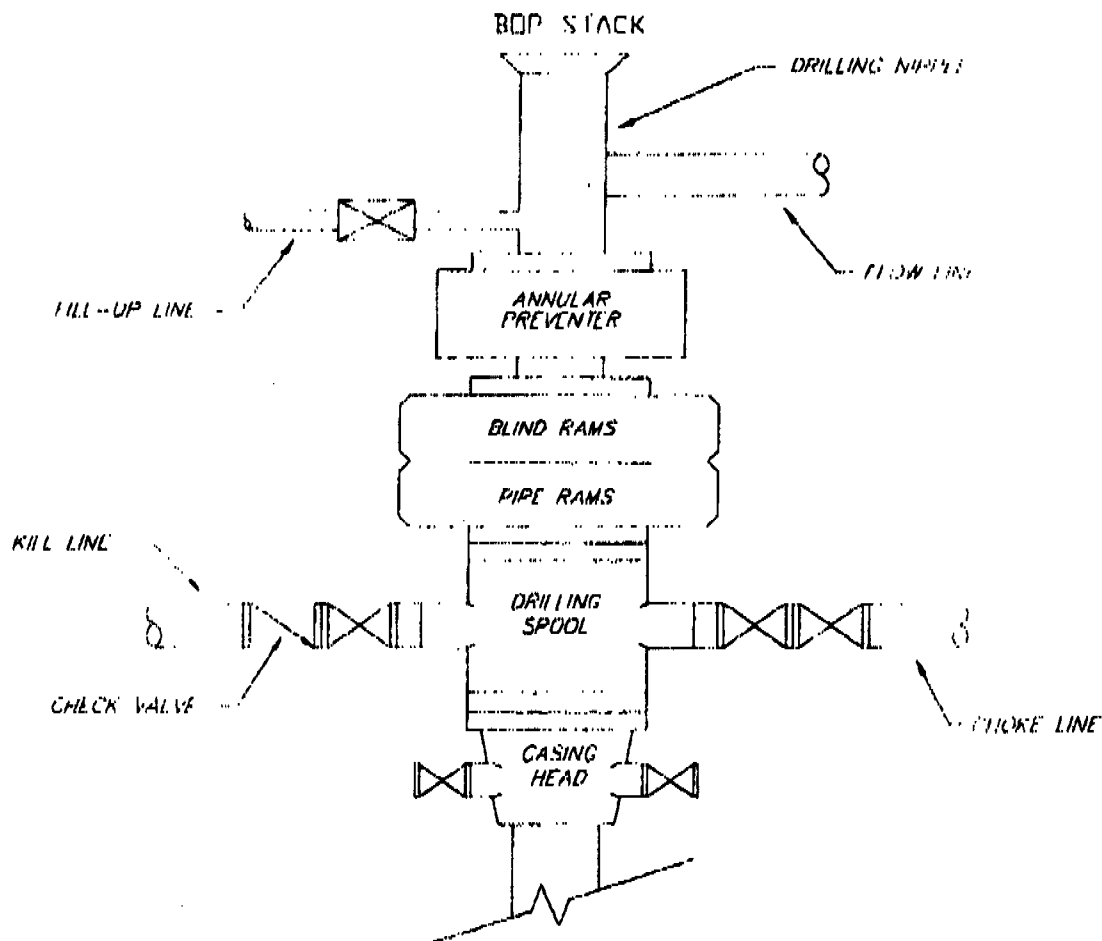 BOP STACK
DRILLING NIPPLE
FLOW LINE
FILL-UP LINE
ANNULAR
PREVENTER
BLIND RAMS
PIPE RAMS
KILL LINE
DRILLING
SPOOL
CHECK VALVE
CHOKE LINE
CASING
HEAD